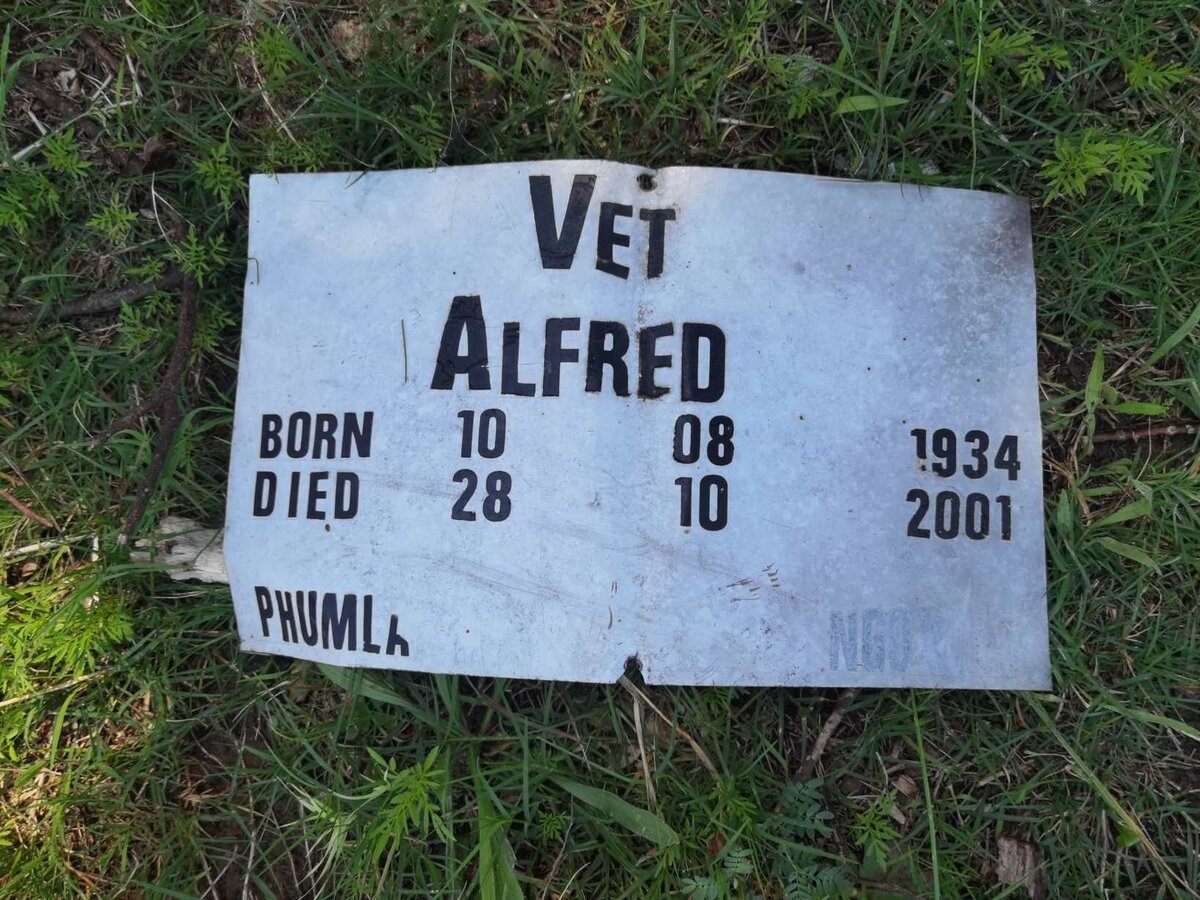 VET
ALFRED
BORN 10 08 1934
DIED 28 10 2001
PHUMLA